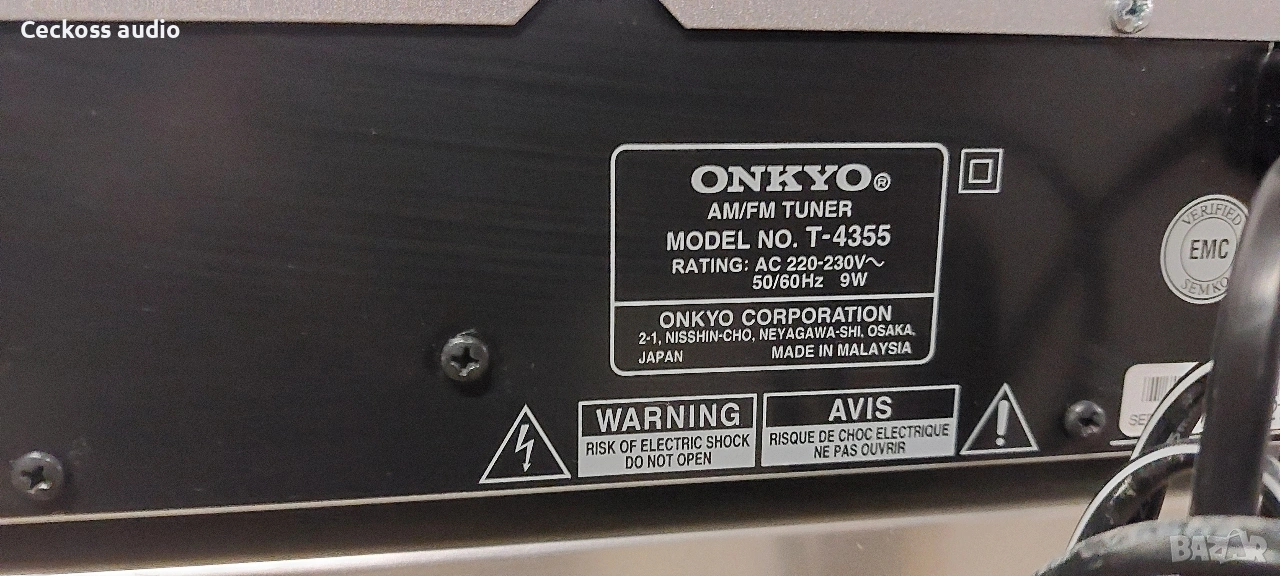 Ceckoss audio
ONKYO®
AM/FM TUNER
MODEL NO. T-4355
RATING: AC 220-230V~
50/60Hz 9W
ONKYO CORPORATION
2-1, NISSHIN-CHO, NEYAGAWA-SHI, OSAKA,
JAPAN MADE IN MALAYSIA
VERIFIED
EMC
SEMKO
WARNING
RISK OF ELECTRIC SHOCK
DO NOT OPEN
AVIS
RISQUE DE CHOC ELECTRIQUE
NE PAS OUVRIR
BAZAR